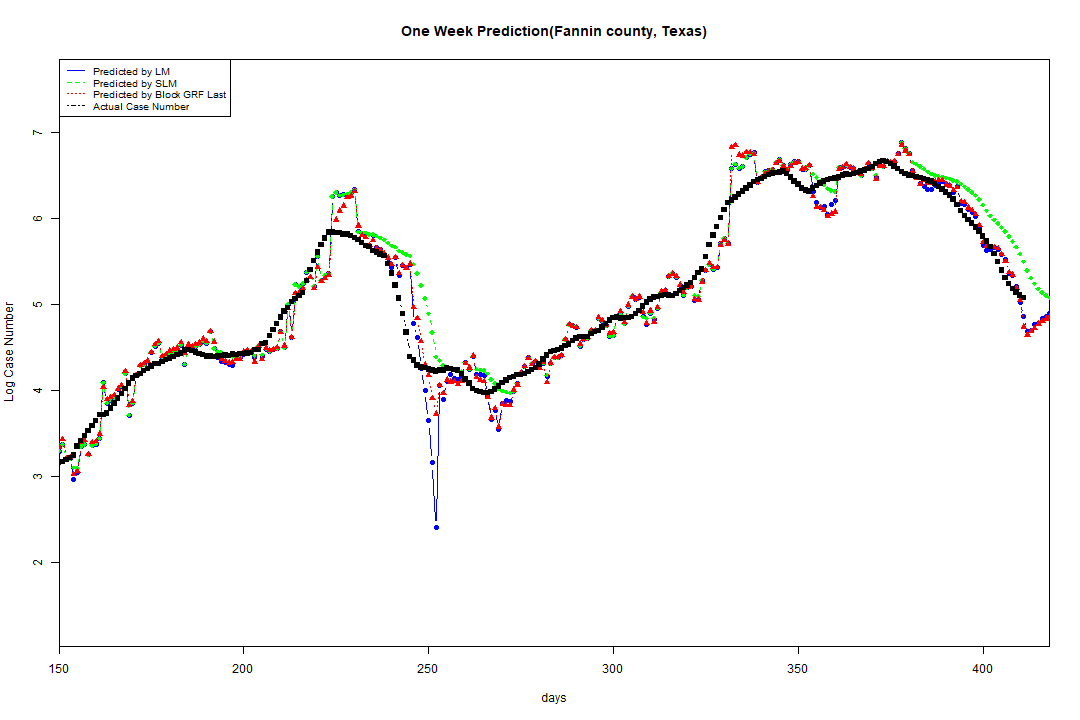 One Week Prediction(Fannin county, Texas)
Predicted by LM
Predicted by SLM
Predicted by Block GRF Last
Actual Case Number
7
6
5
4
3
2
Log Case Number
150 200 250 300 350 400
days